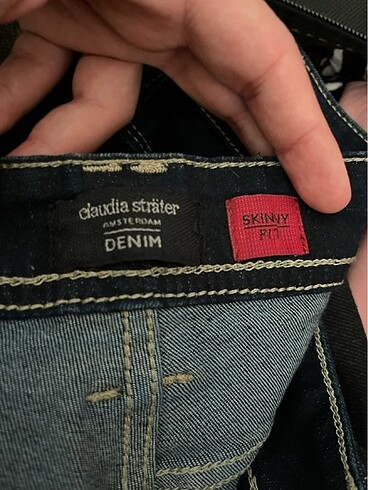 claudia sträter
AMSTERDAM
DENIM
SKINNY
FIT